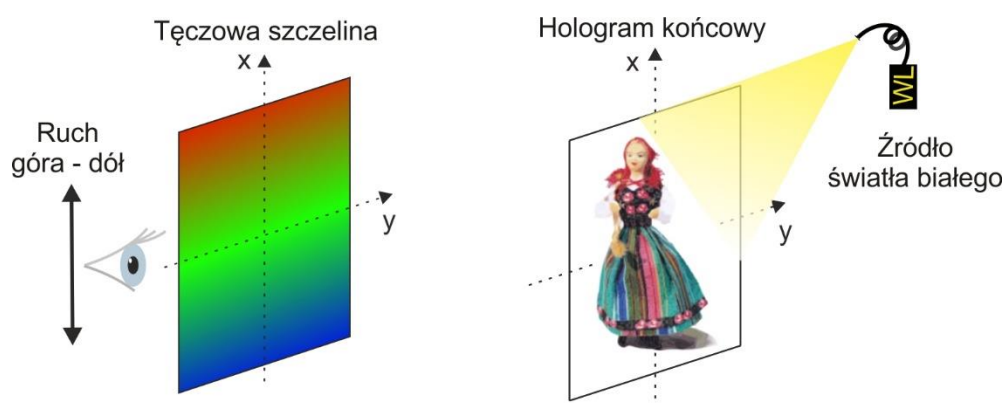 Tęczowa szczelina
x
Ruch
góra - dół
y
Hologram końcowy
x
WL
Źródło
światła białego
y